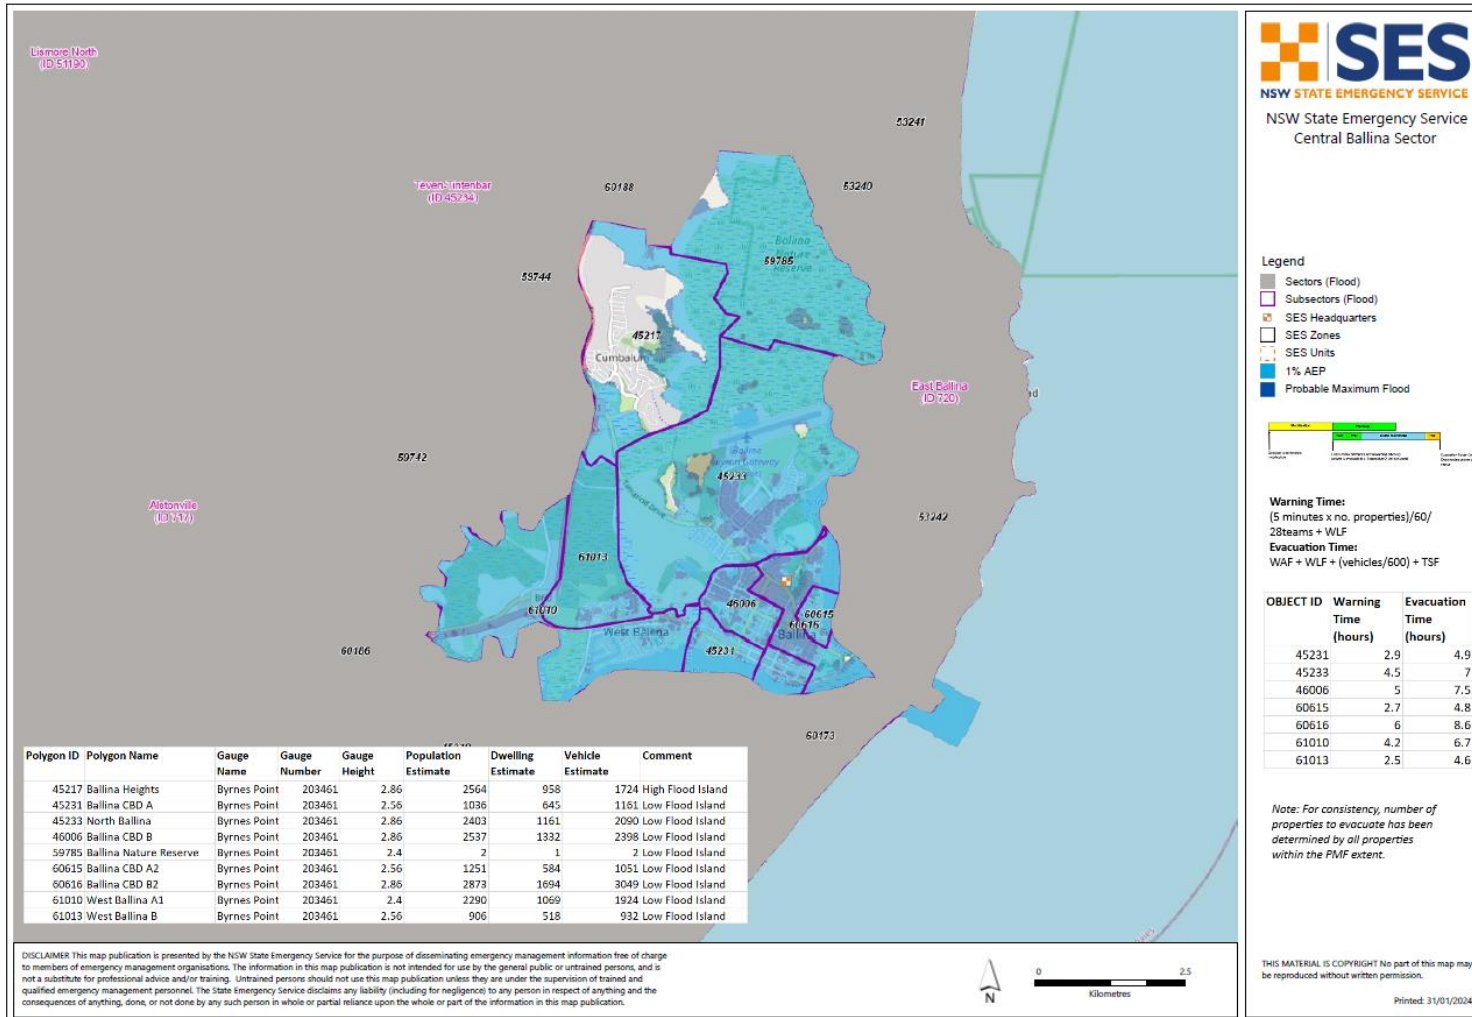 Lismore North
(ID 51190)
53241
Teven-Tintenbar
(ID 45234)
60188
53240
Ballina
Nature
Reserve
59785
59744
45217
Cumbalum
East Ballina
(ID 720)
59742
Ballina
Byron Gateway
45233
Tamarind Drive
Alstonville
(ID 717)
53242
61013
61010
46006
60615
60616
West Ballina
Ballina
45231
60186
60173
Polygon ID Polygon Name Gauge Name Gauge Number Gauge Height Population Estimate Dwelling Estimate Vehicle Estimate Comment
45217 Ballina Heights Byrnes Point 203461 2.86 2564 958 1724 High Flood Island
45231 Ballina CBD A Byrnes Point 203461 2.56 1036 645 1161 Low Flood Island
45233 North Ballina Byrnes Point 203461 2.86 2403 1161 2090 Low Flood Island
46006 Ballina CBD B Byrnes Point 203461 2.86 2537 1332 2398 Low Flood Island
59785 Ballina Nature Reserve Byrnes Point 203461 2.4 2 1 2 Low Flood Island
60615 Ballina CBD A2 Byrnes Point 203461 2.56 1251 584 1051 Low Flood Island
60616 Ballina CBD B2 Byrnes Point 203461 2.86 2873 1694 3049 Low Flood Island
61010 West Ballina A1 Byrnes Point 203461 2.4 2290 1069 1924 Low Flood Island
61013 West Ballina B Byrnes Point 203461 2.56 906 518 932 Low Flood Island
DISCLAIMER This map publication is presented by the NSW State Emergency Service for the purpose of disseminating emergency management information free of charge
to members of emergency management organisations. The information in this map publication is not intended for use by the general public or untrained persons, and is
not a substitute for professional advice and/or training. Untrained persons should not use this map publication unless they are under the supervision of trained and
qualified emergency management personnel. The State Emergency Service disclaims any liability (including for negligence) to any person in respect of anything and the
consequences of anything, done, or not done by any such person in whole or partial reliance upon the whole or part of the information in this map publication.
N
0 2.5
Kilometres
SES
NSW STATE EMERGENCY SERVICE
NSW State Emergency Service
Central Ballina Sector
Legend
Sectors (Flood)
Subsectors (Flood)
SES Headquarters
SES Zones
SES Units
1% AEP
Probable Maximum Flood
Warning Time:
(5 minutes x no. properties)/60/
28teams + WLF
Evacuation Time:
WAF + WLF + (vehicles/600) + TSF
OBJECT ID Warning Time (hours) Evacuation Time (hours)
45231 2.9 4.9
45233 4.5 7
46006 5 7.5
60615 2.7 4.8
60616 6 8.6
61010 4.2 6.7
61013 2.5 4.6
Note: For consistency, number of
properties to evacuate has been
determined by all properties
within the PMF extent.
THIS MATERIAL IS COPYRIGHT No part of this map may
be reproduced without written permission.
Printed: 31/01/2024